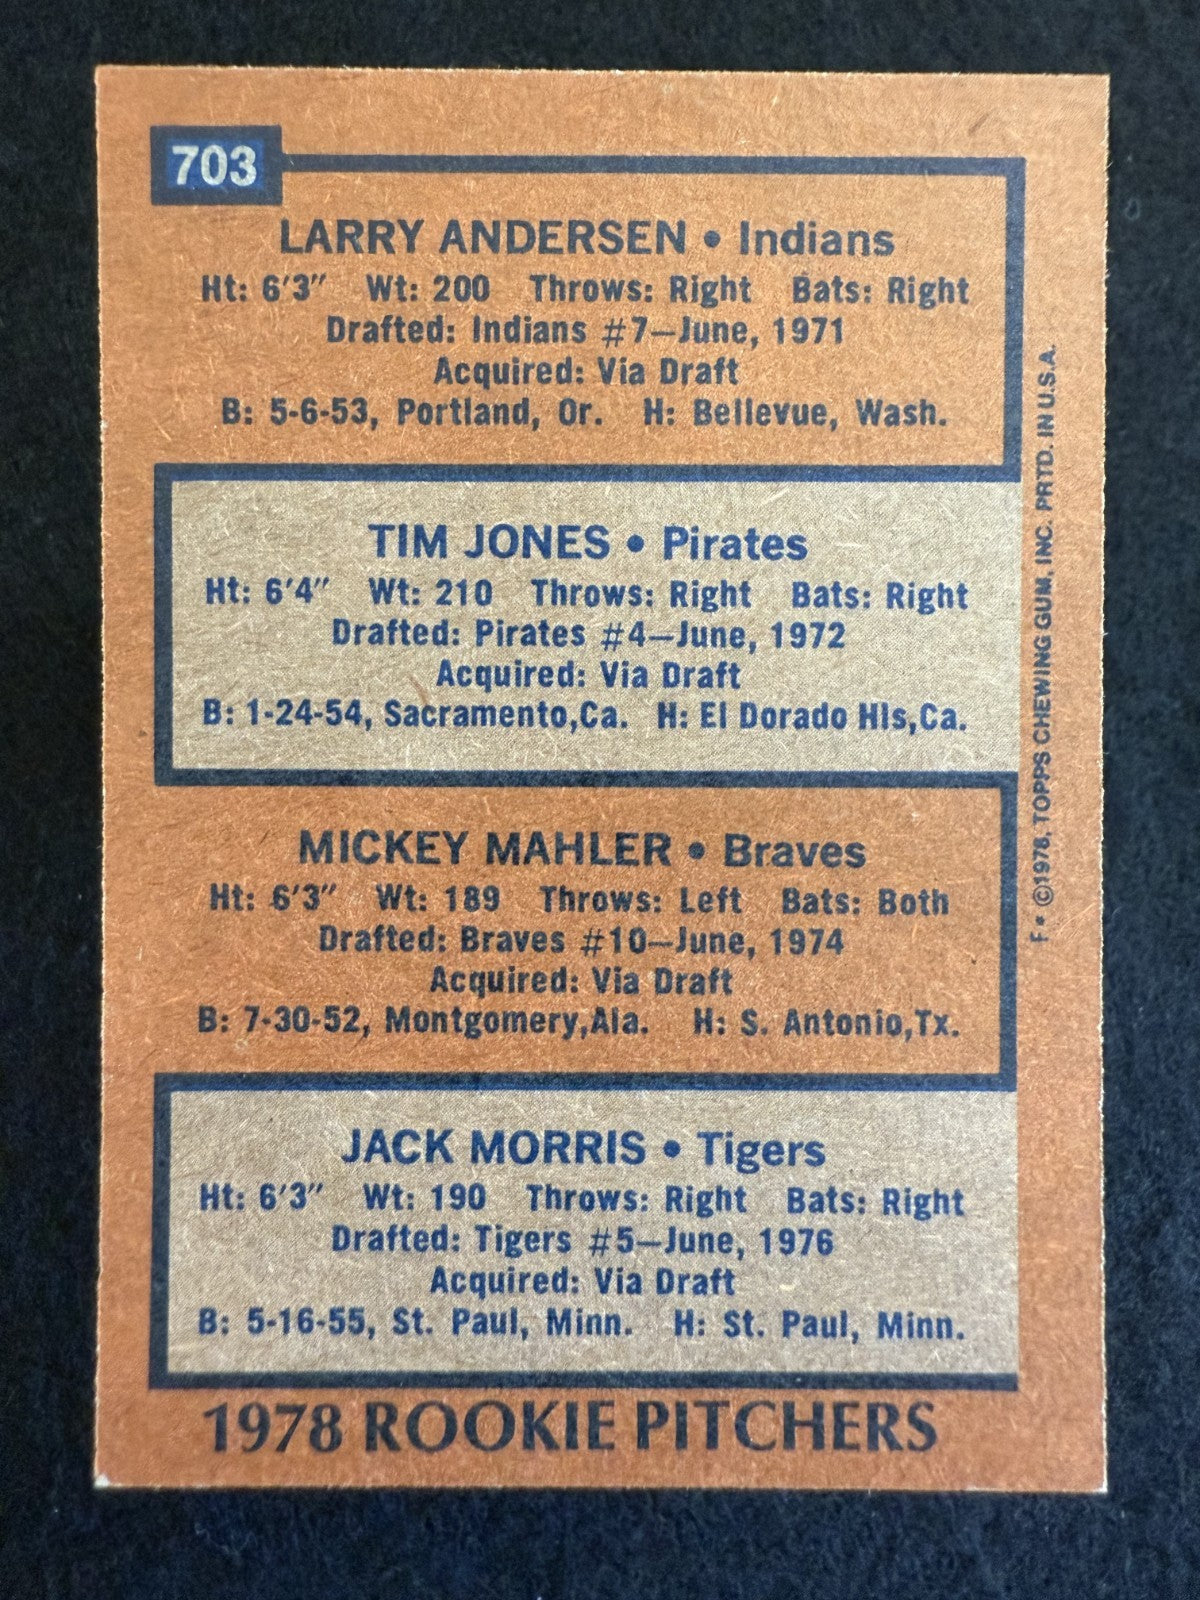 703
LARRY ANDERSEN • Indians
Ht: 6'3" Wt: 200 Throws: Right Bats: Right
Drafted: Indians #7—June, 1971
Acquired: Via Draft
B: 5-6-53, Portland, Or. H: Bellevue, Wash.
TIM JONES • Pirates
Ht: 6'4" Wt: 210 Throws: Right Bats: Right
Drafted: Pirates #4—June, 1972
Acquired: Via Draft
B: 1-24-54, Sacramento,Ca. H: El Dorado Hls,Ca.
MICKEY MAHLER • Braves
Ht: 6'3" Wt: 189 Throws: Left Bats: Both
Drafted: Braves #10—June, 1974
Acquired: Via Draft
B: 7-30-52, Montgomery,Ala. H: S. Antonio,Tx.
JACK MORRIS • Tigers
Ht: 6'3" Wt: 190 Throws: Right Bats: Right
Drafted: Tigers #5—June, 1976
Acquired: Via Draft
B: 5-16-55, St. Paul, Minn. H: St. Paul, Minn.
1978 ROOKIE PITCHERS
F • ©1978, TOPPS CHEWING GUM, INC. PRTD. IN U.S.A.